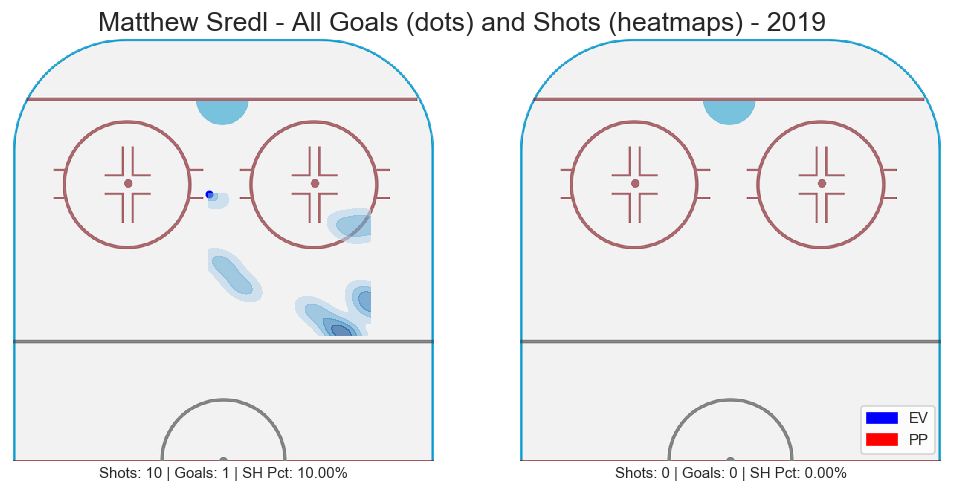 Matthew Sredl - All Goals (dots) and Shots (heatmaps) - 2019
EV
PP
Shots: 10 | Goals: 1 | SH Pct: 10.00%
Shots: 0 | Goals: 0 | SH Pct: 0.00%